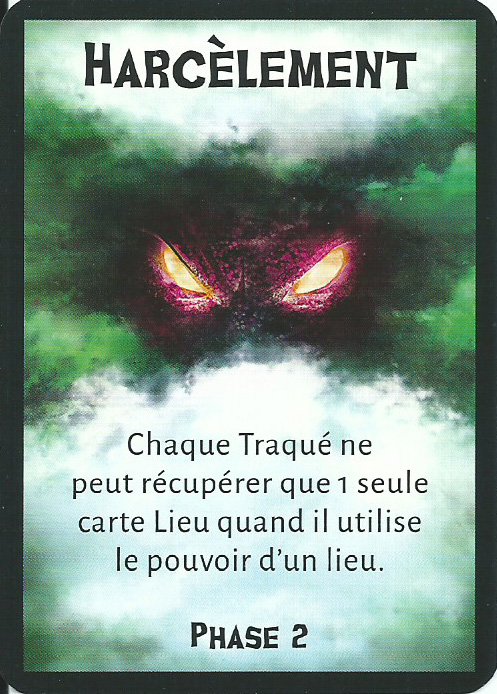 HARCÈLEMENT
Chaque Traqué ne
peut récupérer que 1 seule
carte Lieu quand il utilise
le pouvoir d'un lieu.
PHASE 2